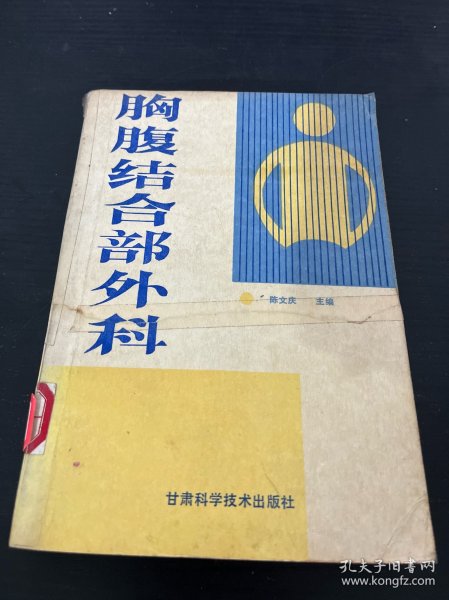 胸腹结合部外科
陈文庆 主编
甘肃科学技术出版社
孔夫子旧书网
www.kongfz.com